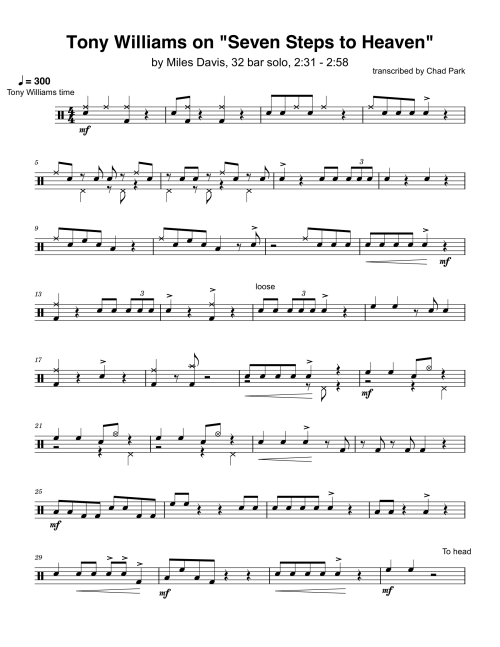 Tony Williams on "Seven Steps to Heaven"
by Miles Davis, 32 bar solo, 2:31 - 2:58
transcribed by Chad Park
♩ = 300
Tony Williams time
4
4
mf
5
3
9
mf
13
3
loose
3
17
mf
21
25
mf
29
mf
mf
To head